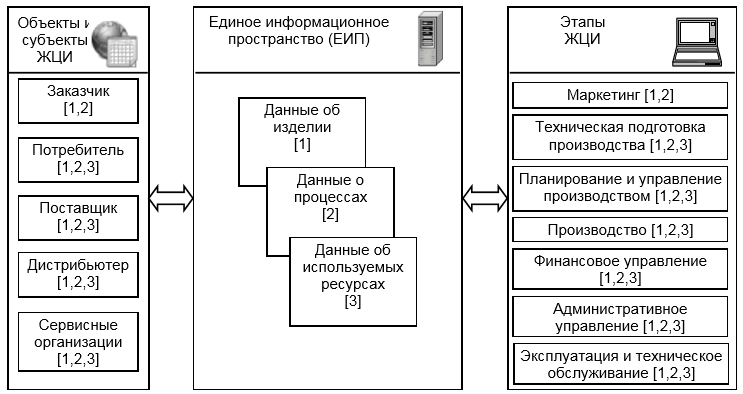 Объекты и
субъекты
ЖЦИ
Заказчик
[1,2]
Потребитель
[1,2,3]
Поставщик
[1,2,3]
Дистрибьютер
[1,2,3]
Сервисные
организации
[1,2,3]
Единое информационное
пространство (ЕИП)
Данные об
изделии
[1]
Данные о
процессах
[2]
Данные об
используемых
ресурсах
[3]
Этапы
ЖЦИ
Маркетинг [1,2]
Техническая подготовка
производства [1,2,3]
Планирование и управление
производством [1,2,3]
Производство [1,2,3]
Финансовое управление
[1,2,3]
Административное
управление [1,2,3]
Эксплуатация и техническое
обслуживание [1,2,3]